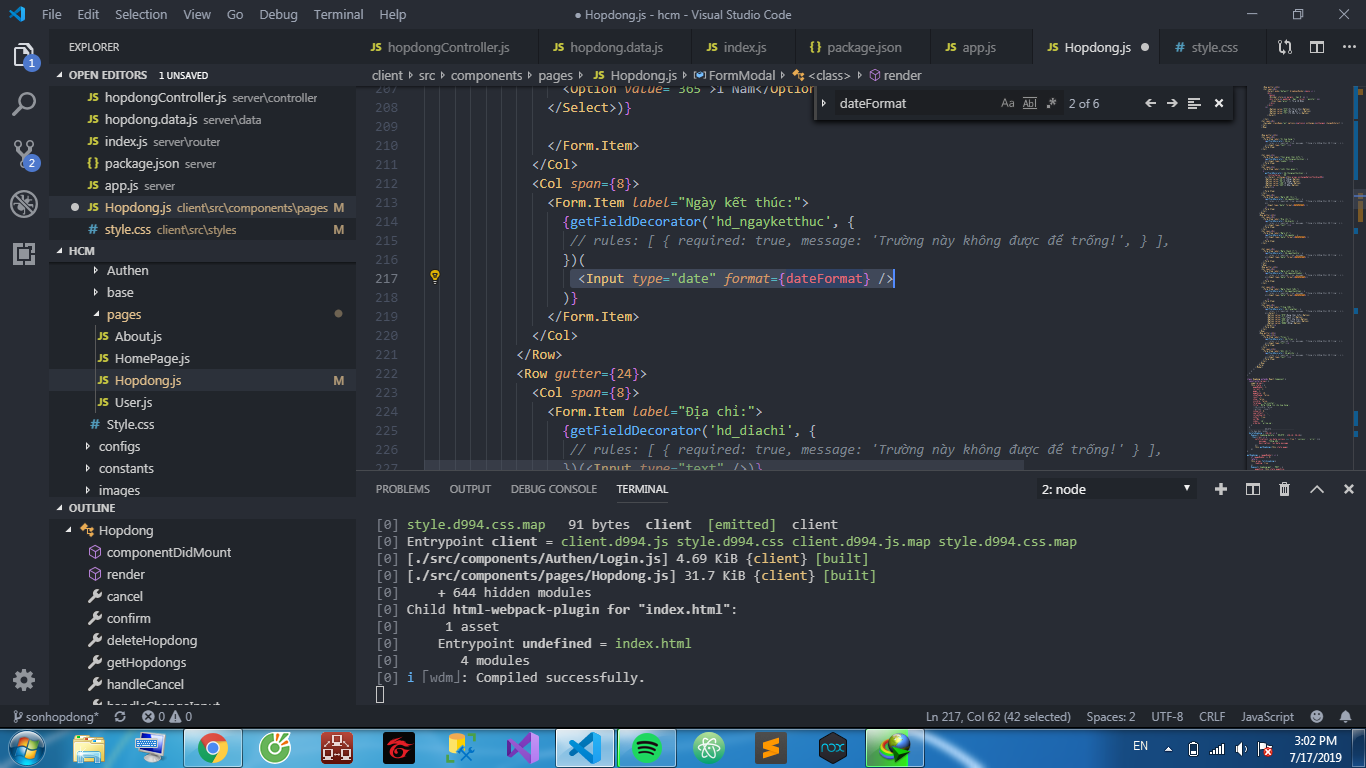 File Edit Selection View Go Debug Terminal Help ● Hopdong.js - hcm - Visual Studio Code
EXPLORER
hopdongController.js hopdong.data.js index.js package.json app.js Hopdong.js style.css
OPEN EDITORS 1 UNSAVED
hopdongController.js server\controller
hopdong.data.js server\data
index.js server\router
package.json server
app.js server
Hopdong.js client\src\components\pages M
style.css client\src\styles M
HCM
Authen
base
pages
About.js
HomePage.js
Hopdong.js M
User.js
Style.css
configs
constants
images
OUTLINE
Hopdong
componentDidMount
render
cancel
confirm
deleteHopdong
getHopdongs
handleCancel
handleChangeInput
1
2
client › src › components › pages › Hopdong.js › FormModal › <class> › render
dateFormat Aa Abl .* 2 of 6
207 <Option value="365">1 Năm</Option
208 </Select>)}
209
210 </Form.Item>
211 </Col>
212 <Col span={8}>
213 <Form.Item label="Ngày kết thúc:">
214 {getFieldDecorator('hd_ngayketthuc', {
215 // rules: [ { required: true, message: 'Trường này không được để trống!', } ],
216 })(
217 <Input type="date" format={dateFormat} />
218 )}
219 </Form.Item>
220 </Col>
221 </Row>
222 <Row gutter={24}>
223 <Col span={8}>
224 <Form.Item label="Địa chỉ:">
225 {getFieldDecorator('hd_diachi', {
226 // rules: [ { required: true, message: 'Trường này không được để trống!' } ],
227 })(<Input type="text" />)}
PROBLEMS OUTPUT DEBUG CONSOLE TERMINAL 2: node
[0] style.d994.css.map 91 bytes client [emitted] client
[0] Entrypoint client = client.d994.js style.d994.css client.d994.js.map style.d994.css.map
[0] [./src/components/Authen/Login.js] 4.69 KiB {client} [built]
[0] [./src/components/pages/Hopdong.js] 31.7 KiB {client} [built]
[0] + 644 hidden modules
[0] Child html-webpack-plugin for "index.html":
[0] 1 asset
[0] Entrypoint undefined = index.html
[0] 4 modules
[0] i ｢wdm｣: Compiled successfully.
sonhopdong* 0 0 Ln 217, Col 62 (42 selected) Spaces: 2 UTF-8 CRLF JavaScript
nox
EN 3:02 PM
7/17/2019